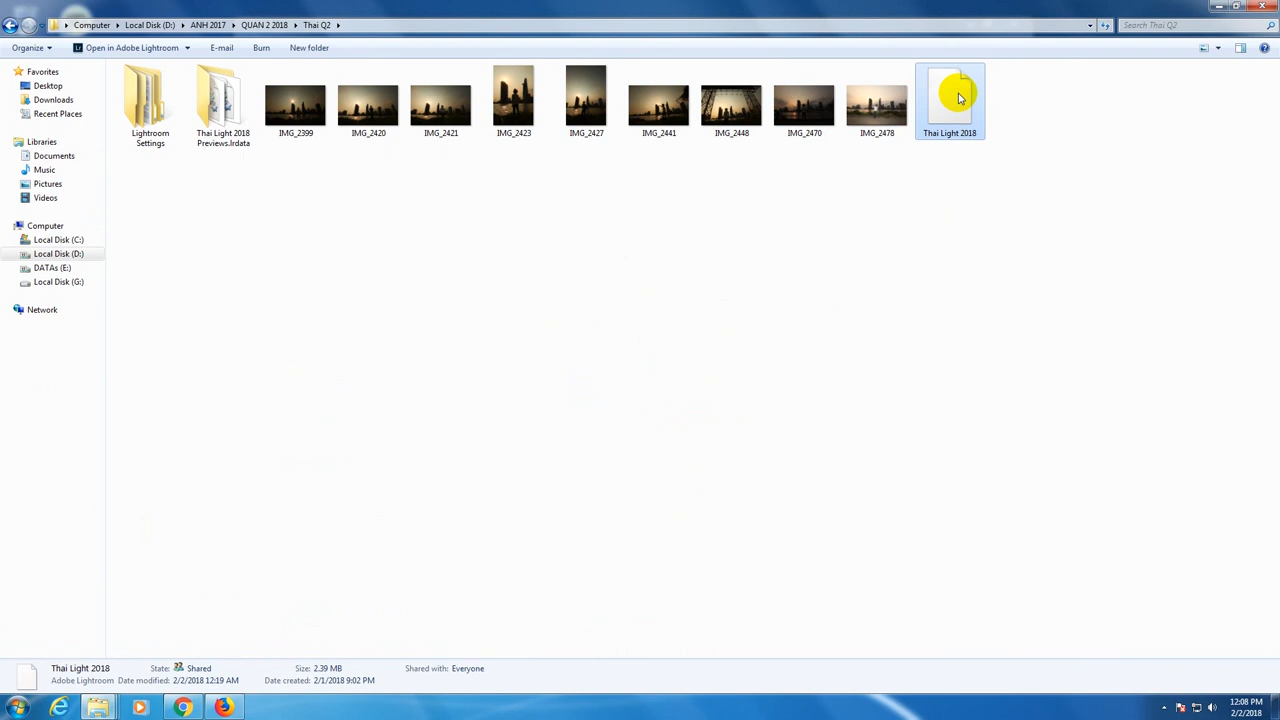 Computer Local Disk (D:) ANH 2017 QUAN 2 2018 Thai Q2 Search Thai Q2
Organize Open in Adobe Lightroom E-mail Burn New folder
Favorites
Desktop
Downloads
Recent Places
Libraries
Documents
Music
Pictures
Videos
Computer
Local Disk (C:)
Local Disk (D:)
DATAs (E:)
Local Disk (G:)
Network
Lightroom
Settings
Thai Light 2018
Previews.lrdata
IMG_2399
IMG_2420
IMG_2421
IMG_2423
IMG_2427
IMG_2441
IMG_2448
IMG_2470
IMG_2478
Thai Light 2018
Thai Light 2018 State: Shared Size: 2.39 MB Shared with: Everyone
Adobe Lightroom Date modified: 2/2/2018 12:19 AM Date created: 2/1/2018 9:02 PM
12:08 PM
2/2/2018